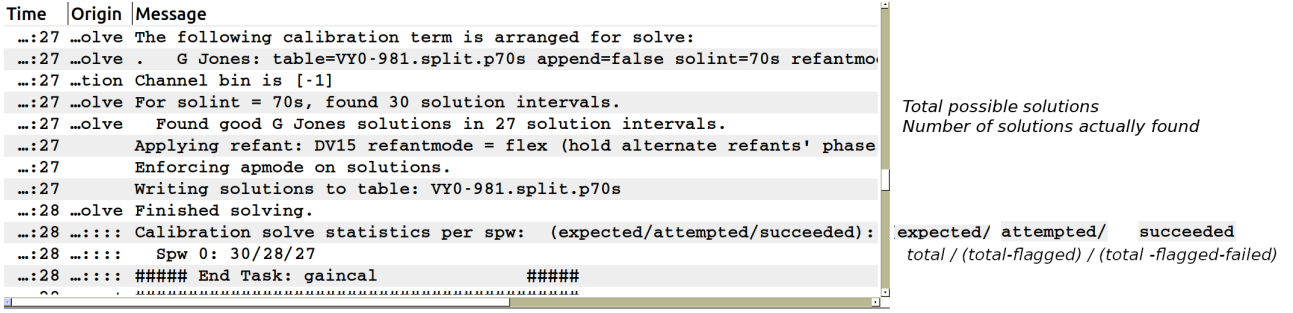 Time Origin Message
…:27 …olve The following calibration term is arranged for solve:
…:27 …olve .   G Jones: table=VY0-981.split.p70s append=false solint=70s refantmo
…:27 …tion Channel bin is [-1]
…:27 …olve For solint = 70s, found 30 solution intervals.
Total possible solutions
…:27 …olve   Found good G Jones solutions in 27 solution intervals.
Number of solutions actually found
…:27 Applying refant: DV15 refantmode = flex (hold alternate refants' phase
…:27 Enforcing apmode on solutions.
…:27 Writing solutions to table: VY0-981.split.p70s
…:28 …olve Finished solving.
…:28 …:::: Calibration solve statistics per spw:  (expected/attempted/succeeded):
expected/ attempted/ succeeded
…:28 …::::   Spw 0: 30/28/27
total / (total-flagged) / (total -flagged-failed)
…:28 …:::: ##### End Task: gaincal                #####